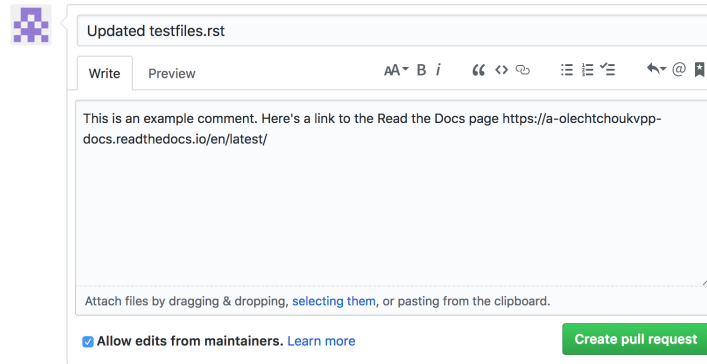 Updated testfiles.rst
Write Preview AA B i
This is an example comment. Here's a link to the Read the Docs page https://a-olechtchoukvpp-
docs.readthedocs.io/en/latest/
Attach files by dragging & dropping, selecting them, or pasting from the clipboard.
Allow edits from maintainers. Learn more
Create pull request